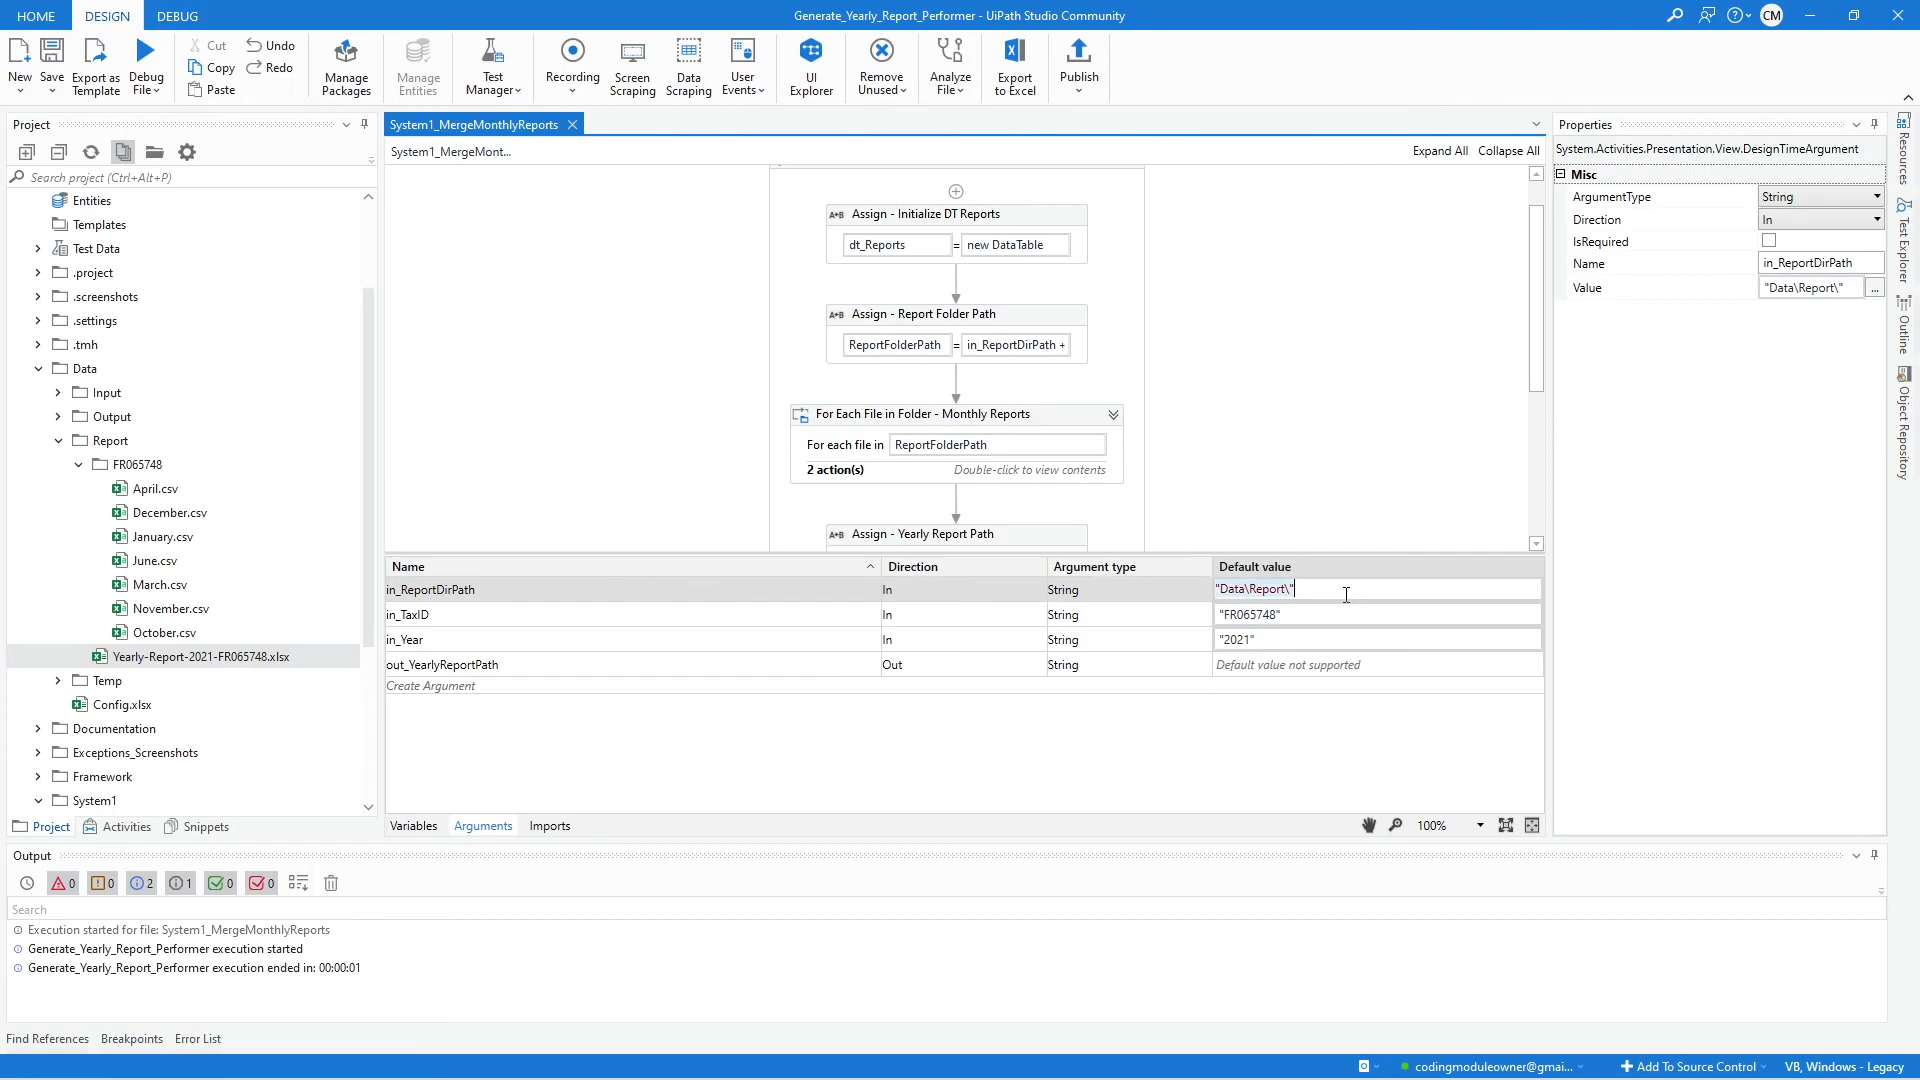 HOME DESIGN DEBUG
Generate_Yearly_Report_Performer - UiPath Studio Community
CM
New Save Export as Template Debug File
Cut Copy Paste Undo Redo
Manage Packages
Manage Entities
Test Manager
Recording Screen Scraping Data Scraping User Events
UI Explorer
Remove Unused
Analyze File
Export to Excel
Publish
Project
Search project (Ctrl+Alt+P)
Entities
Templates
Test Data
.project
.screenshots
.settings
.tmh
Data
Input
Output
Report
FR065748
April.csv
December.csv
January.csv
June.csv
March.csv
November.csv
October.csv
Yearly-Report-2021-FR065748.xlsx
Temp
Config.xlsx
Documentation
Exceptions_Screenshots
Framework
System1
Project Activities Snippets
System1_MergeMonthlyReports
System1_MergeMont...
Expand All Collapse All
A+B Assign - Initialize DT Reports
dt_Reports = new DataTable
A+B Assign - Report Folder Path
ReportFolderPath = in_ReportDirPath +
For Each File in Folder - Monthly Reports
For each file in ReportFolderPath
2 action(s) Double-click to view contents
A+B Assign - Yearly Report Path
Name Direction Argument type Default value
in_ReportDirPath In String "Data\Report\"
in_TaxID In String "FR065748"
in_Year In String "2021"
out_YearlyReportPath Out String Default value not supported
Create Argument
Variables Arguments Imports
100%
Properties
System.Activities.Presentation.View.DesignTimeArgument
Misc
ArgumentType String
Direction In
IsRequired
Name in_ReportDirPath
Value "Data\Report\" ...
Resources
Test Explorer
Outline
Object Repository
Output
0 0 2 1 0 0
Search
Execution started for file: System1_MergeMonthlyReports
Generate_Yearly_Report_Performer execution started
Generate_Yearly_Report_Performer execution ended in: 00:00:01
Find References Breakpoints Error List
codingmoduleowner@gmai... Add To Source Control VB, Windows - Legacy